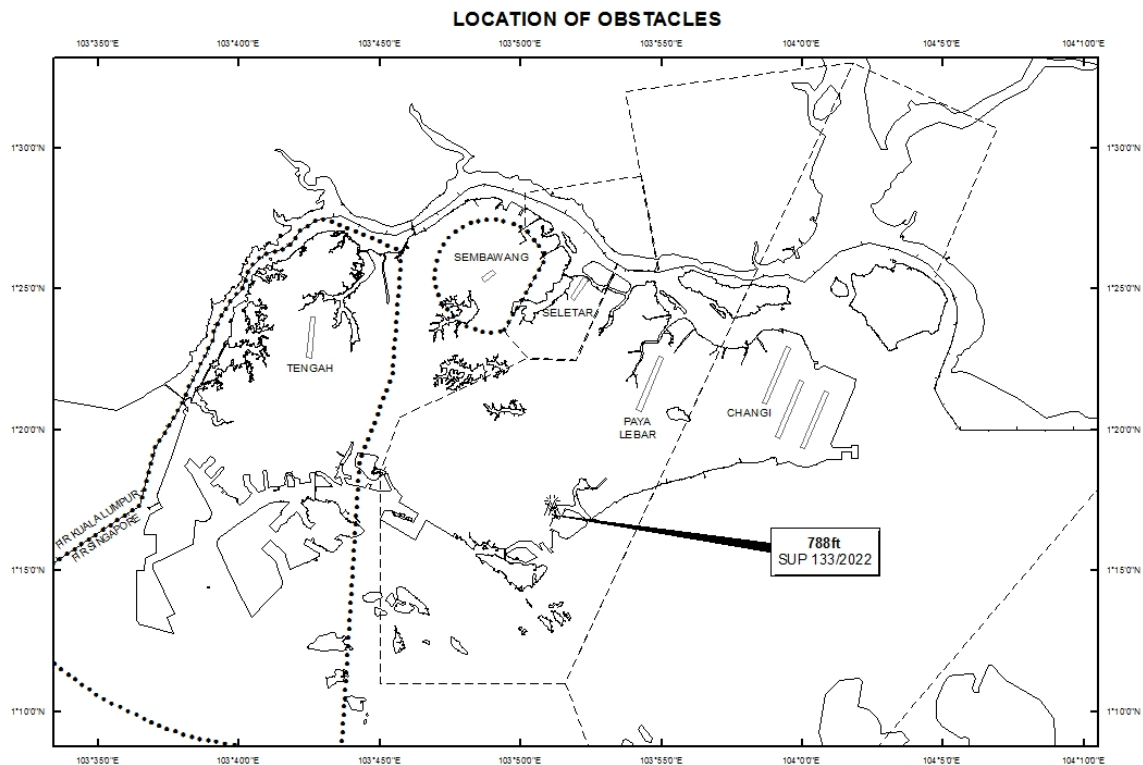 LOCATION OF OBSTACLES
103°35'0"E
103°40'0"E
103°45'0"E
103°50'0"E
103°55'0"E
104°0'0"E
104°5'0"E
104°10'0"E
1°30'0"N
1°30'0"N
SEMBAWANG
1°25'0"N
1°25'0"N
SELETAR
TENGAH
PAYA
LEBAR
CHANGI
1°20'0"N
1°20'0"N
FIR KUALA LUMPUR
FIR SINGAPORE
788ft
SUP 133/2022
1°15'0"N
1°15'0"N
1°10'0"N
1°10'0"N
103°35'0"E
103°40'0"E
103°45'0"E
103°50'0"E
103°55'0"E
104°0'0"E
104°5'0"E
104°10'0"E